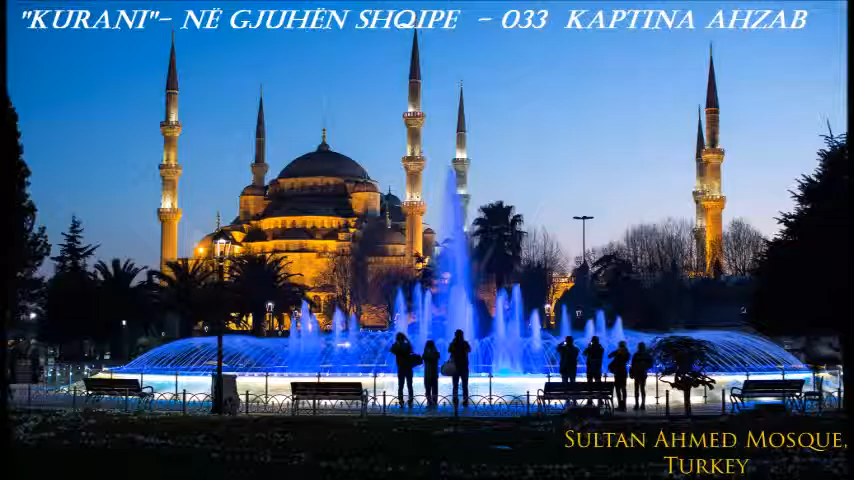 "KURANI"- NË GJUHËN SHQIPE - 033 KAPTINA AHZAB
SULTAN AHMED MOSQUE,
TURKEY